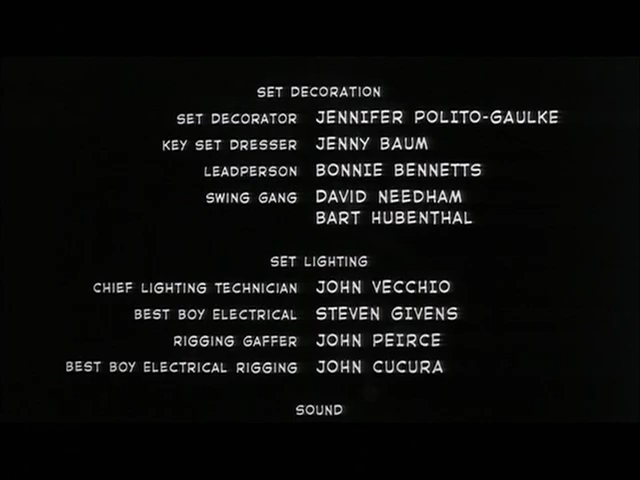 SET DECORATION
SET DECORATOR JENNIFER POLITO-GAULKE
KEY SET DRESSER JENNY BAUM
LEADPERSON BONNIE BENNETTS
SWING GANG DAVID NEEDHAM
BART HUBENTHAL
SET LIGHTING
CHIEF LIGHTING TECHNICIAN JOHN VECCHIO
BEST BOY ELECTRICAL STEVEN GIVENS
RIGGING GAFFER JOHN PEIRCE
BEST BOY ELECTRICAL RIGGING JOHN CUCURA
SOUND